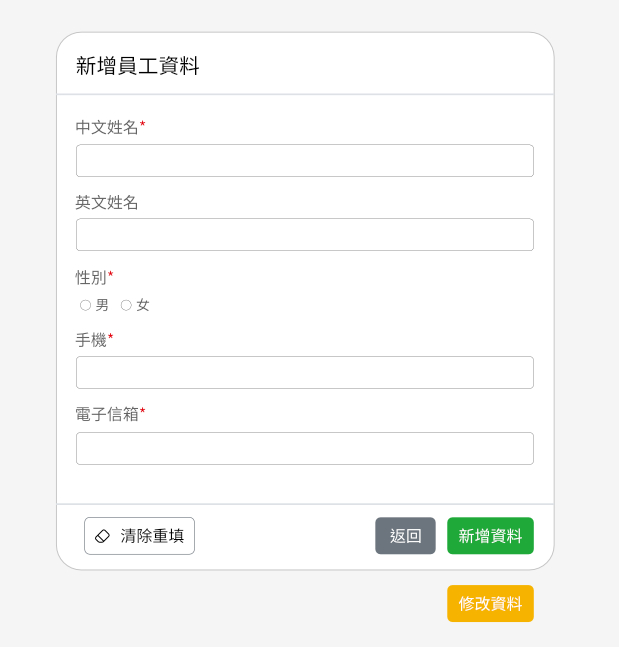 新增員工資料
中文姓名*
英文姓名
性別*
男 女
手機*
電子信箱*
清除重填 返回 新增資料
修改資料